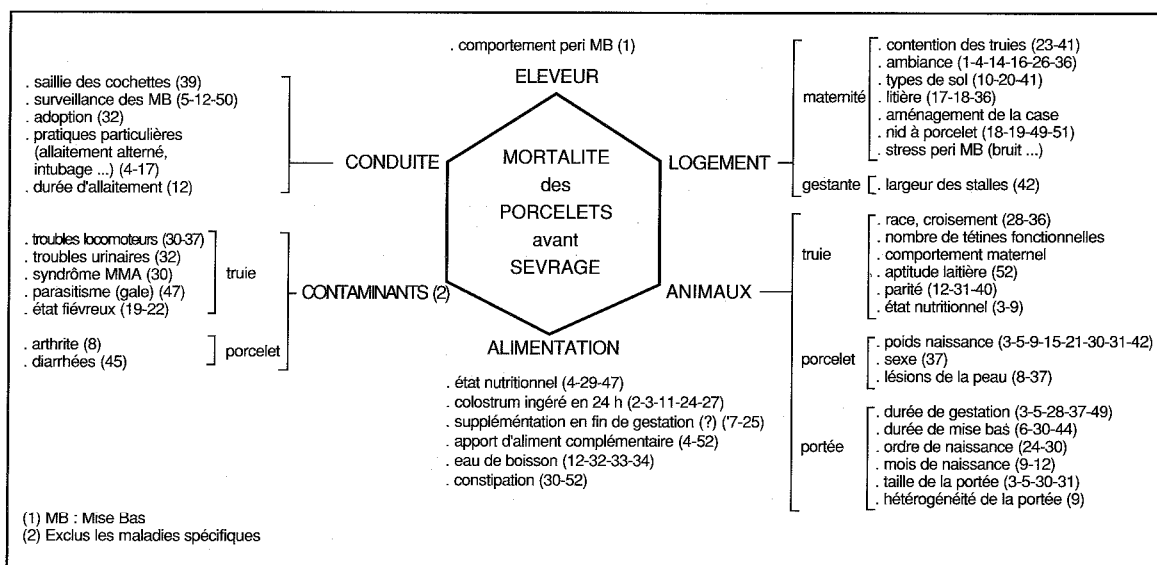 . comportement peri MB (1)
ELEVEUR
. saillie des cochettes (39)
. surveillance des MB (5-12-50)
. adoption (32)
. pratiques particulières
(allaitement alterné,
intubage ...) (4-17)
. durée d'allaitement (12)
CONDUITE
MORTALITE
des
PORCELETS
avant
SEVRAGE
LOGEMENT
maternité
. contention des truies (23-41)
. ambiance (1-4-14-16-26-36)
. types de sol (10-20-41)
. litière (17-18-36)
. aménagement de la case
. nid à porcelet (18-19-49-51)
. stress peri MB (bruit ...)
gestante
. largeur des stalles (42)
. troubles locomoteurs (30-37)
. troubles urinaires (32)
. syndrôme MMA (30)
. parasitisme (gale) (47)
. état fiévreux (19-22)
truie
. arthrite (8)
. diarrhées (45)
porcelet
CONTAMINANTS (2)
ANIMAUX
truie
. race, croisement (28-36)
. nombre de tétines fonctionnelles
. comportement maternel
. aptitude laitière (52)
. parité (12-31-40)
. état nutritionnel (3-9)
porcelet
. poids naissance (3-5-9-15-21-30-31-42)
. sexe (37)
. lésions de la peau (8-37)
portée
. durée de gestation (3-5-28-37-49)
. durée de mise bas (6-30-44)
. ordre de naissance (24-30)
. mois de naissance (9-12)
. taille de la portée (3-5-30-31)
. hétérogénéité de la portée (9)
ALIMENTATION
. état nutritionnel (4-29-47)
. colostrum ingéré en 24 h (2-3-11-24-27)
. suppléméntation en fin de gestation (?) ('7-25)
. apport d'aliment complémentaire (4-52)
. eau de boisson (12-32-33-34)
. constipation (30-52)
(1) MB : Mise Bas
(2) Exclus les maladies spécifiques